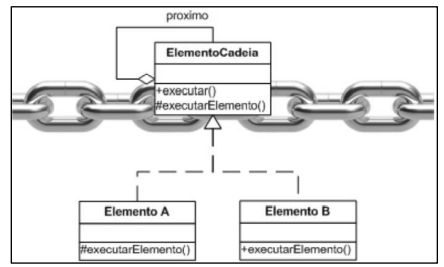 proximo
ElementoCadeia
+executar()
#executarElemento()
Elemento A
#executarElemento()
Elemento B
+executarElemento()